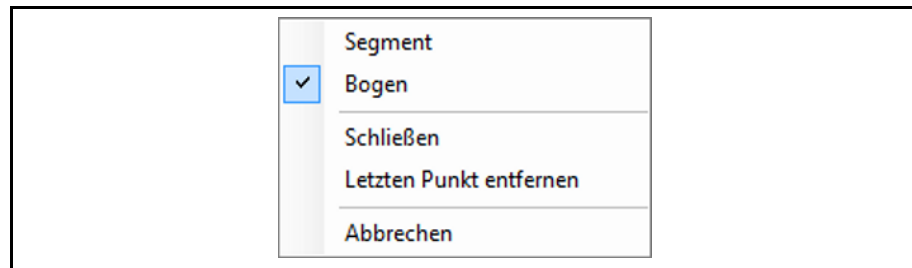 Segment
Bogen
Schließen
Letzten Punkt entfernen
Abbrechen